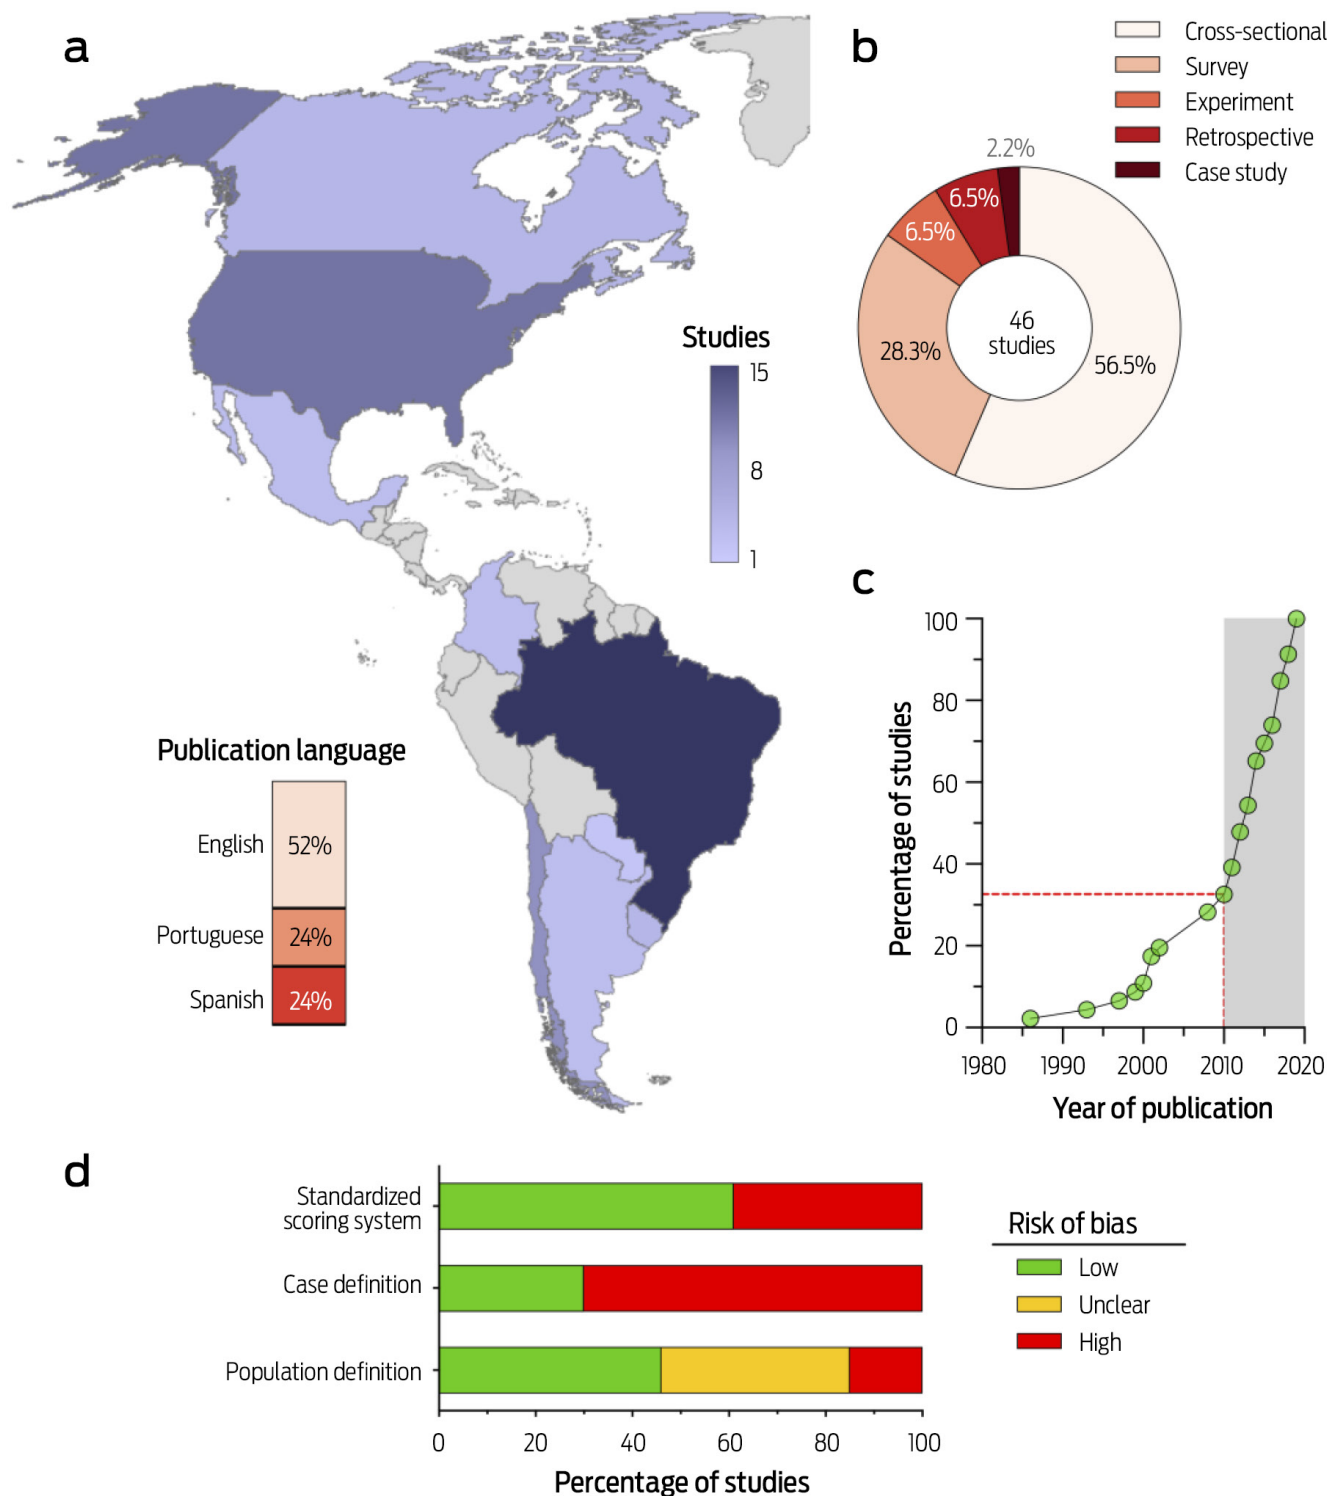 a
Studies
15
8
1
Publication language
English
52%
Portuguese
24%
Spanish
24%
b
Cross-sectional
Survey
Experiment
Retrospective
Case study
2.2%
6.5%
6.5%
28.3%
56.5%
46
studies
c
Percentage of studies
100
80
60
40
20
0
1980 1990 2000 2010 2020
Year of publication
d
Standardized
scoring system
Case definition
Population definition
0 20 40 60 80 100
Percentage of studies
Risk of bias
Low
Unclear
High